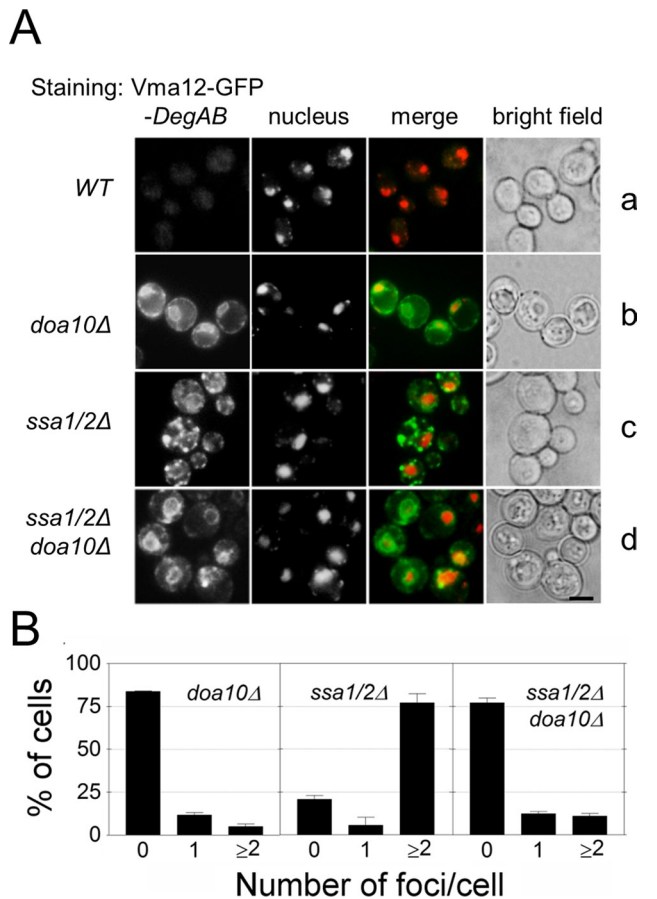 A
Staining: Vma12-GFP
-DegAB nucleus merge bright field
WT a
doa10Δ b
ssa1/2Δ c
ssa1/2Δ
doa10Δ d
B
% of cells
100
75
50
25
0
doa10Δ ssa1/2Δ ssa1/2Δ
doa10Δ
0 1 ≥2 0 1 ≥2 0 1 ≥2
Number of foci/cell